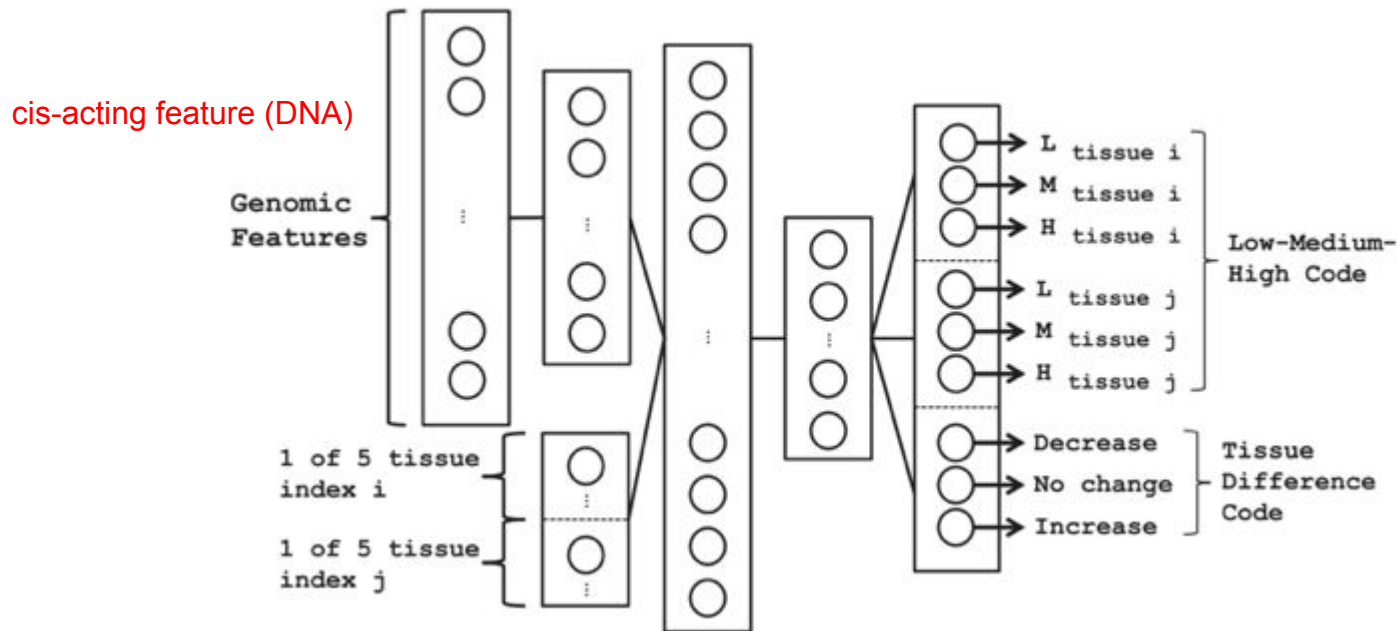 cis-acting feature (DNA)
Genomic
Features
1 of 5 tissue
index i
1 of 5 tissue
index j
L tissue i
M tissue i
H tissue i
L tissue j
M tissue j
H tissue j
Low-Medium-
High Code
Decrease
No change
Increase
Tissue
Difference
Code